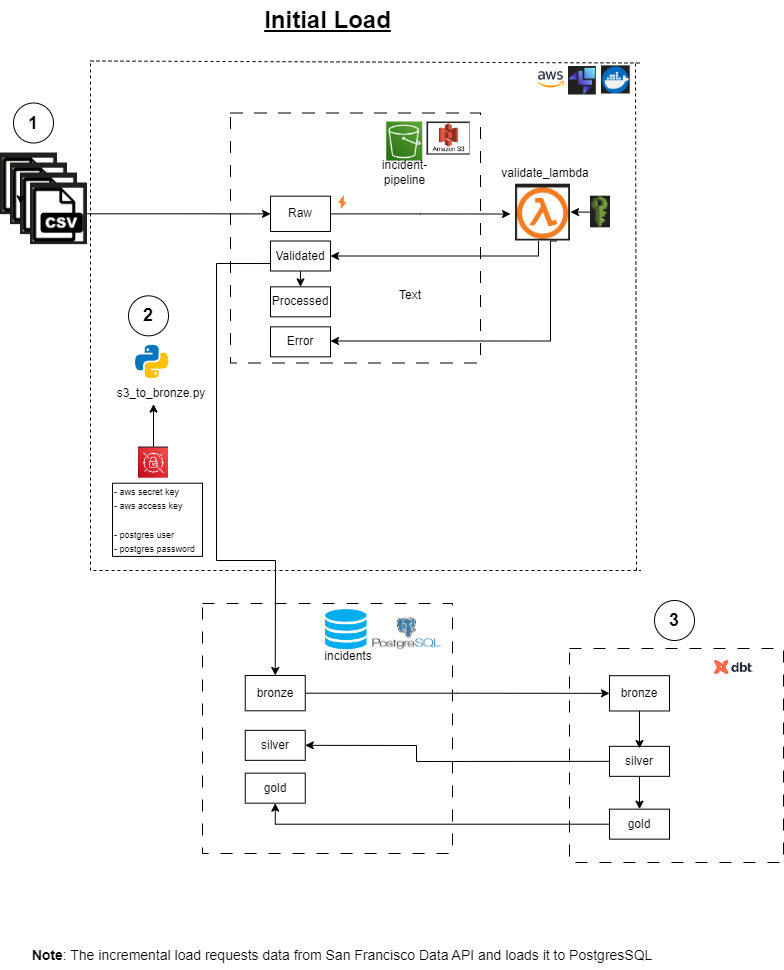 Initial Load
aws
1
Amazon S3
incident-
pipeline
validate_lambda
CSV
Raw
Validated
Processed
Text
Error
2
s3_to_bronze.py
- aws secret key
- aws access key
- postgres user
- postgres password
3
PostgreSQL
incidents
dbt
bronze
silver
gold
bronze
silver
gold
Note: The incremental load requests data from San Francisco Data API and loads it to PostgresSQL